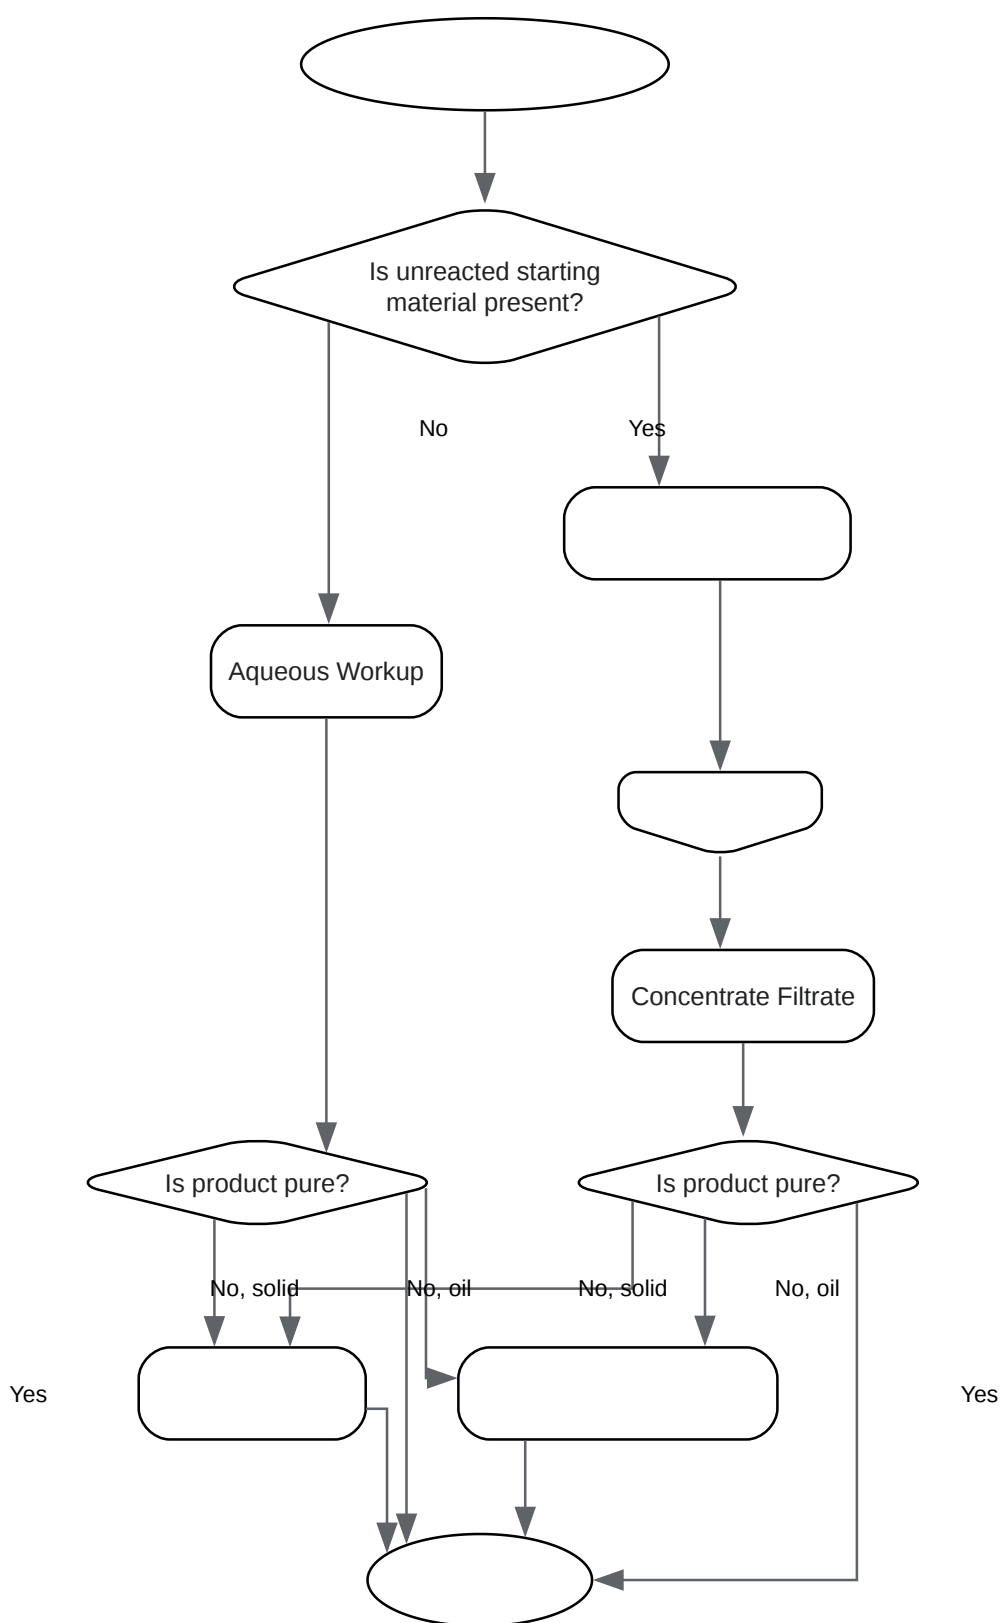 Is unreacted starting
material present?
No
Yes
Aqueous Workup
Concentrate Filtrate
Is product pure?
Is product pure?
No, solid
No, oil
No, solid
No, oil
Yes
Yes